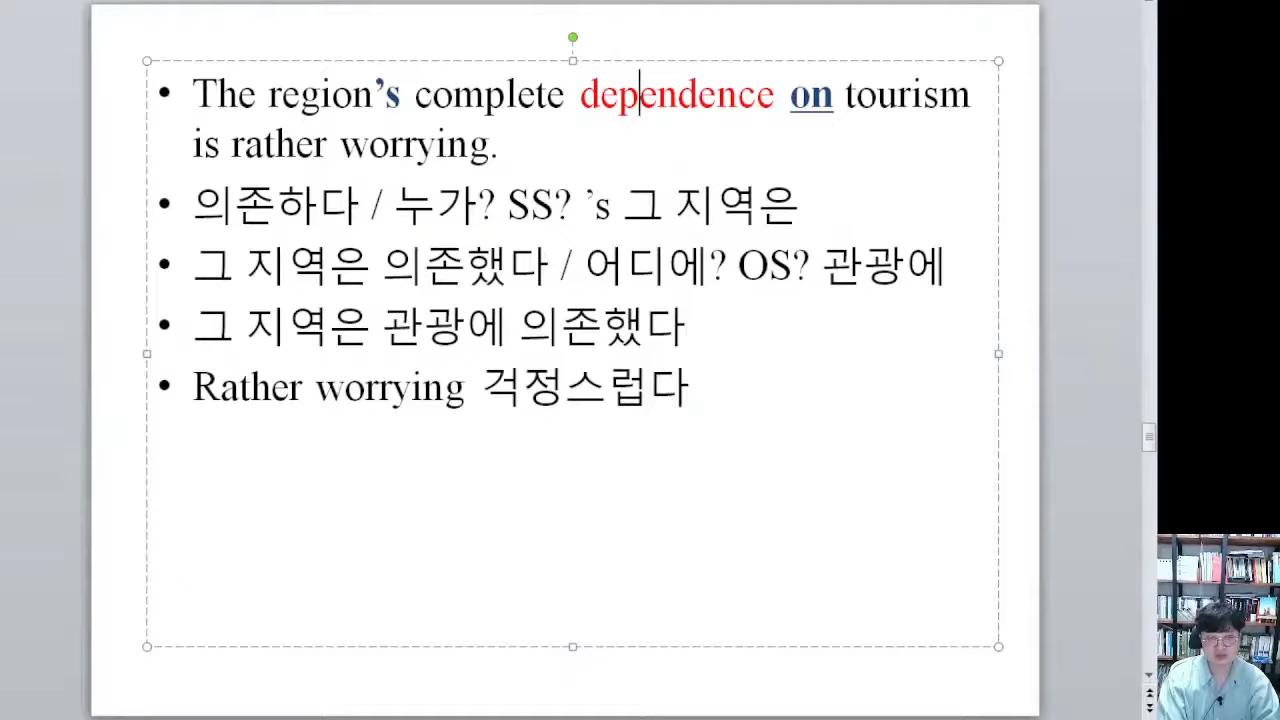 • The region’s complete dependence on tourism
is rather worrying.
• 의존하다 / 누가? SS? ’s 그 지역은
• 그 지역은 의존했다 / 어디에? OS? 관광에
• 그 지역은 관광에 의존했다
• Rather worrying 걱정스럽다